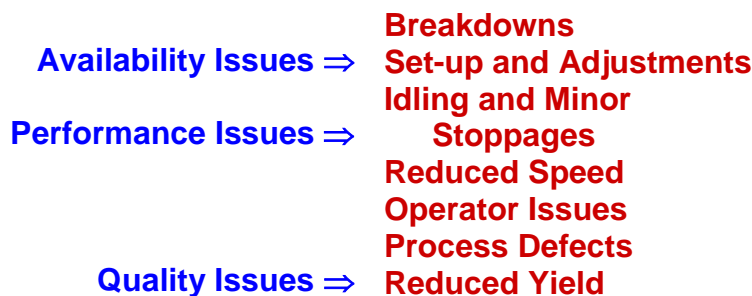 Breakdowns
Availability Issues ⇒ Set-up and Adjustments
Idling and Minor
Performance Issues ⇒ Stoppages
Reduced Speed
Operator Issues
Process Defects
Quality Issues ⇒ Reduced Yield